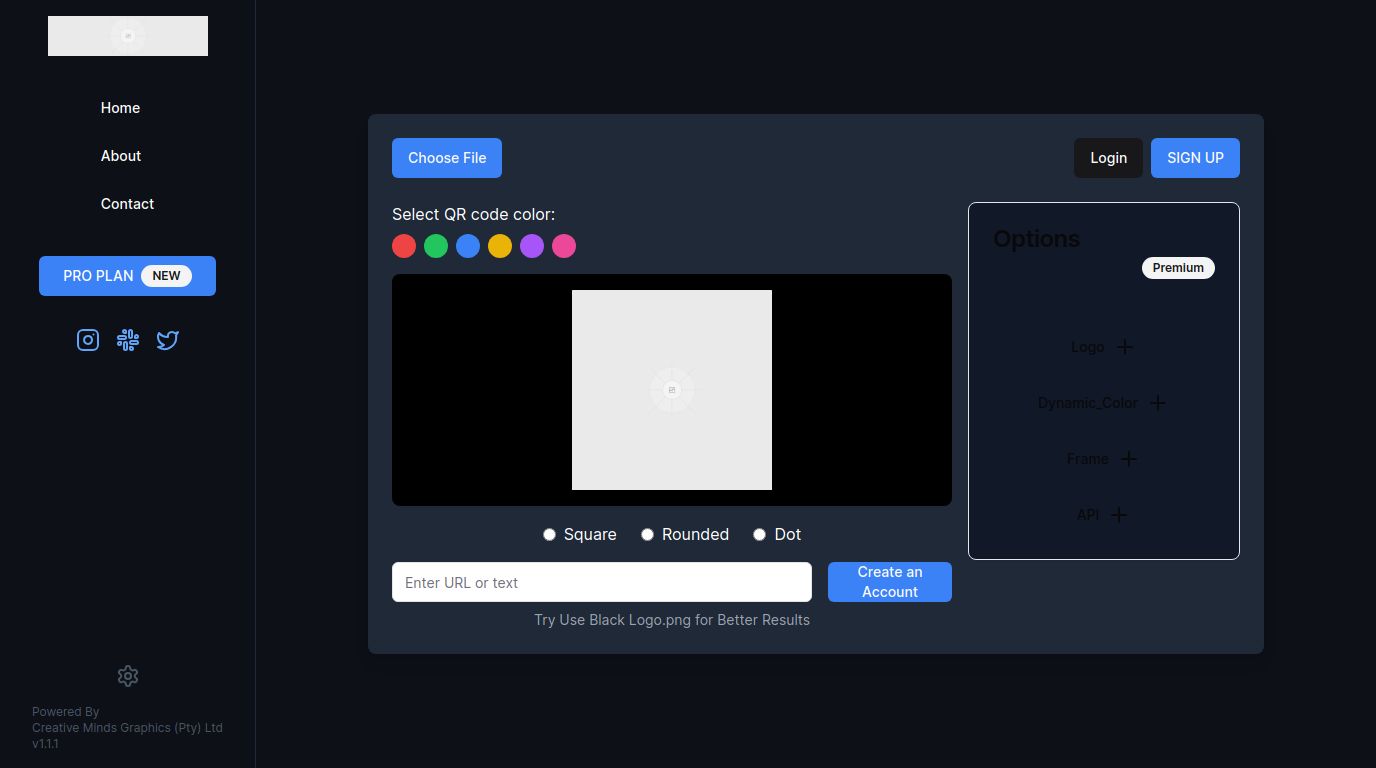 Home
About
Contact
PRO PLAN NEW
Powered By
Creative Minds Graphics (Pty) Ltd
v1.1.1
Choose File
Login
SIGN UP
Select QR code color:
Square
Rounded
Dot
Enter URL or text
Create an
Account
Try Use Black Logo.png for Better Results
Options
Premium
Logo
Dynamic_Color
Frame
API